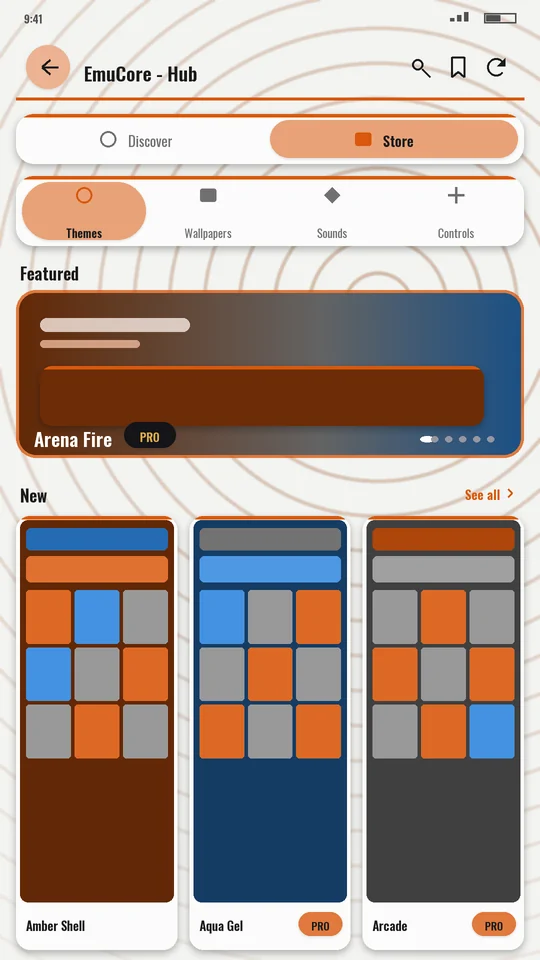 9:41
EmuCore - Hub
Discover
Store
Themes
Wallpapers
Sounds
Controls
Featured
Arena Fire
PRO
New
See all
Amber Shell
Aqua Gel
PRO
Arcade
PRO